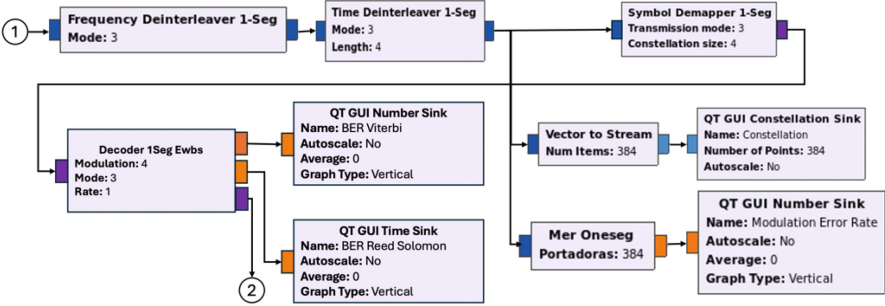 1
Frequency Deinterleaver 1-Seg
Mode: 3
Time Deinterleaver 1-Seg
Mode: 3
Length: 4
Symbol Demapper 1-Seg
Transmission mode: 3
Constellation size: 4
Decoder 1Seg Ewbs
Modulation: 4
Mode: 3
Rate: 1
QT GUI Number Sink
Name: BER Viterbi
Autoscale: No
Average: 0
Graph Type: Vertical
QT GUI Time Sink
Name: BER Reed Solomon
Autoscale: No
Average: 0
Graph Type: Vertical
2
Vector to Stream
Num Items: 384
QT GUI Constellation Sink
Name: Constellation
Number of Points: 384
Autoscale: No
Mer Oneseg
Portadoras: 384
QT GUI Number Sink
Name: Modulation Error Rate
Autoscale: No
Average: 0
Graph Type: Vertical